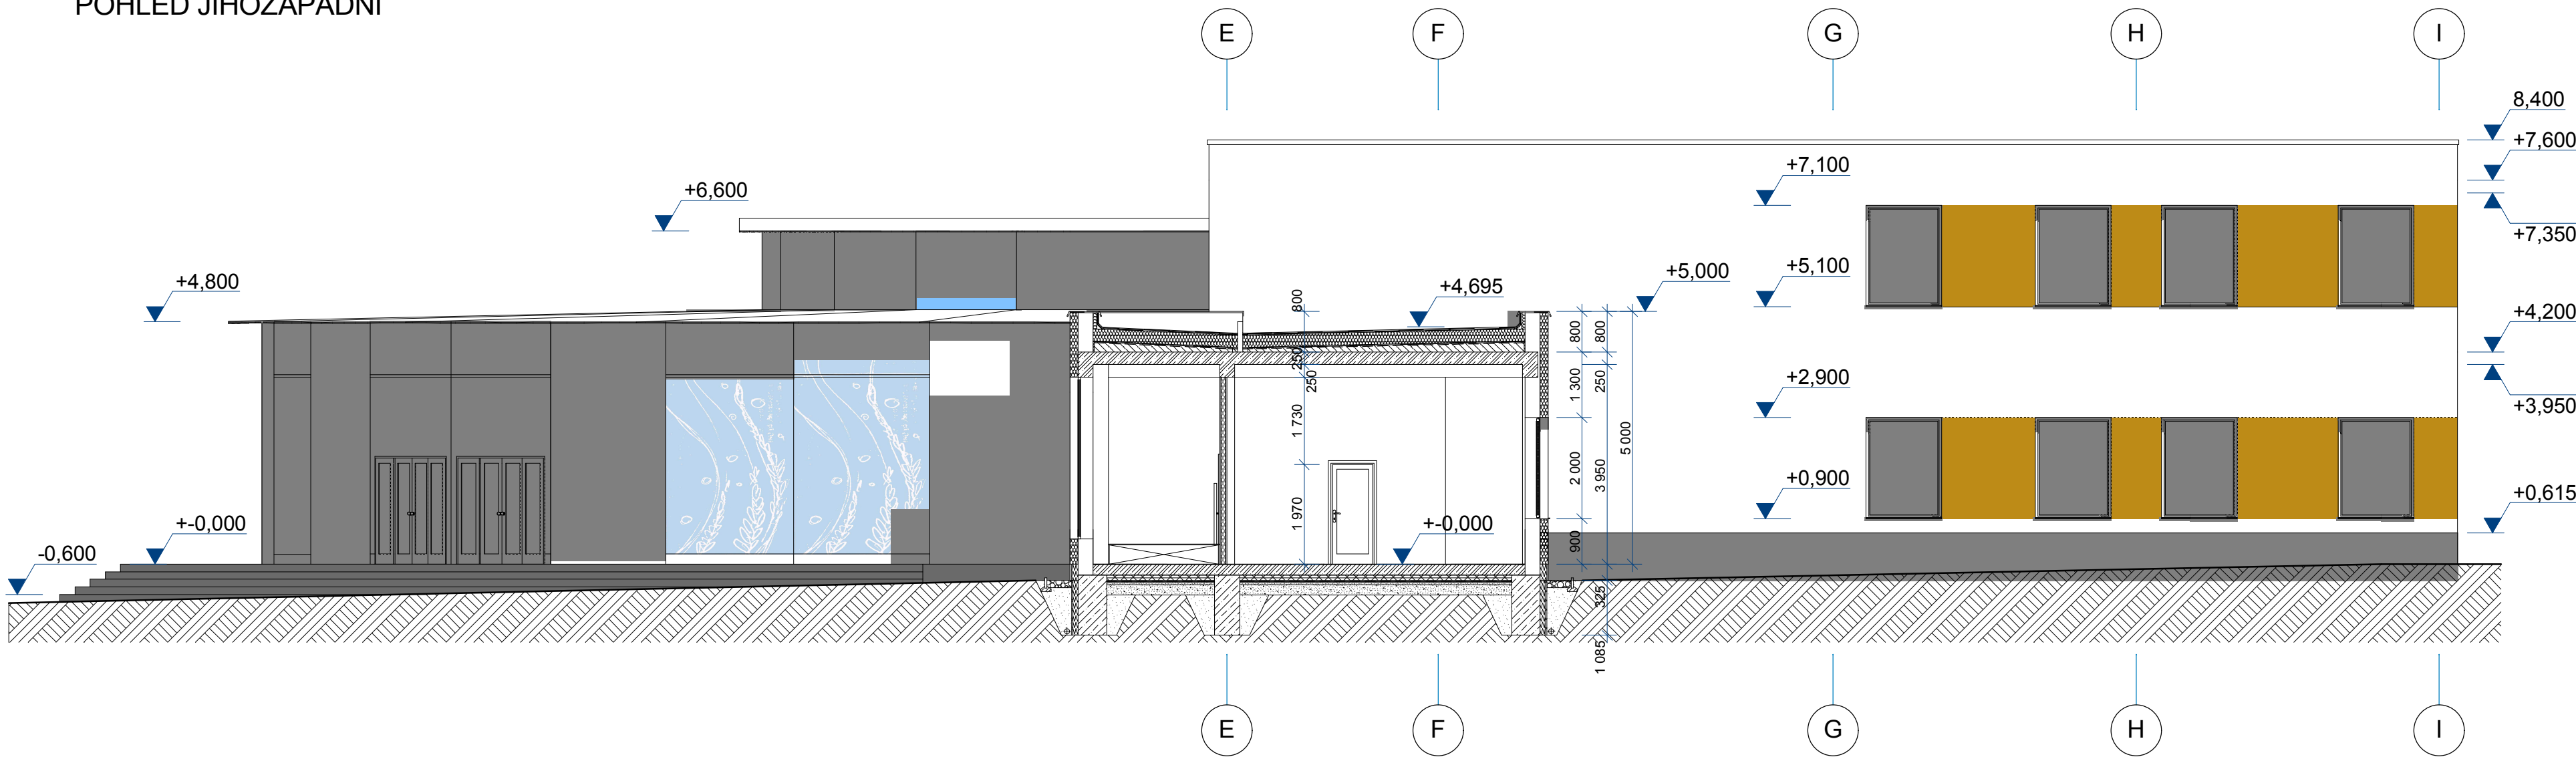 POHLED JIHOZÁPADNÍ
E
F
G
H
I
8,400
+7,600
+7,350
+7,100
+6,600
+5,100
+5,000
+4,800
+4,695
+4,200
+3,950
+2,900
+0,900
+0,615
+-0,000
+-0,000
-0,600
800
250
250
1 730
1 970
800
1 300
2 000
900
800
250
3 950
325
1 085
5 000
E
F
G
H
I